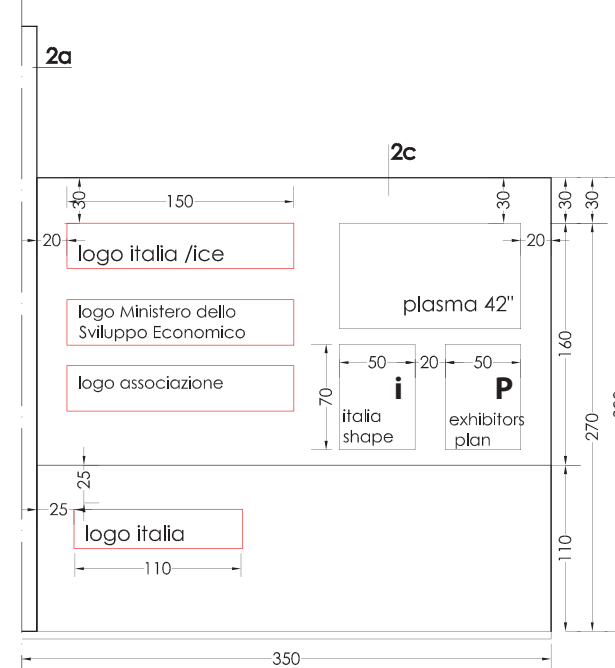 2a
2c
30
150
30
30
30
20
logo italia /ice
20
plasma 42"
logo Ministero dello
Sviluppo Economico
160
logo associazione
50
20
50
70
i
P
italia
shape
exhibitors
plan
270
25
25
logo italia
110
110
350